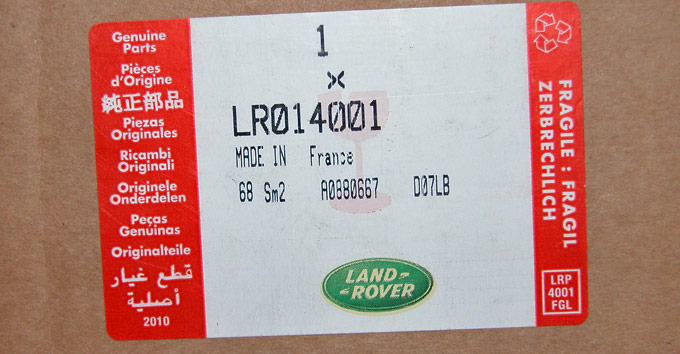 Genuine
Parts
Pièces
d'Origine
純正部品
Piezas
Originales
Ricambi
Originali
Originele
Onderdelen
Peças
Genuinas
Originalteile
قطع غيار
أصلية
2010
1
X
LR014001
MADE IN France
68 Sm2 A0880667 D07LB
LAND-
-ROVER
FRAGILE : FRAGIL
ZERBRECHLICH
LRP
4001
FGL